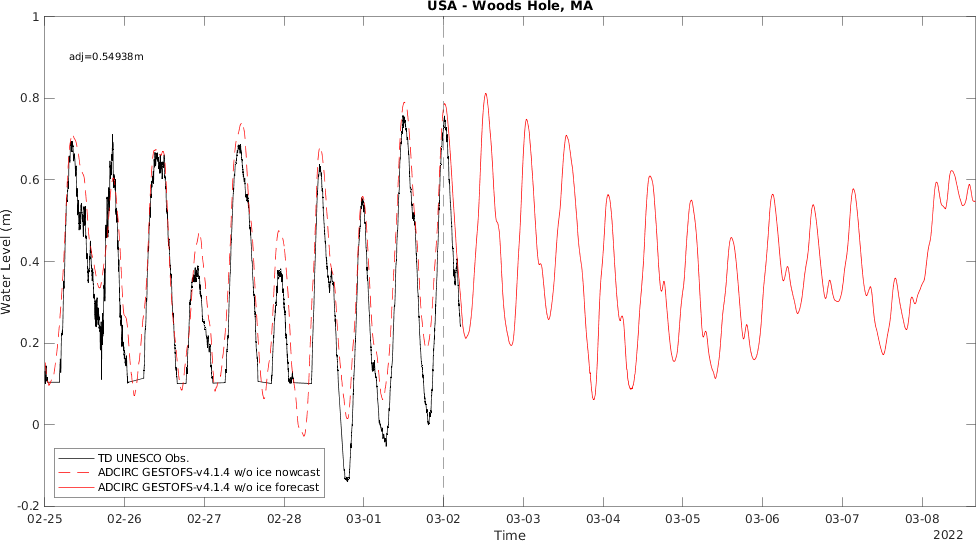 USA - Woods Hole, MA
1
adj=0.54938m
0.8
0.6
0.4
0.2
0
-0.2
Water Level (m)
TD UNESCO Obs.
ADCIRC GESTOFS-v4.1.4 w/o ice nowcast
ADCIRC GESTOFS-v4.1.4 w/o ice forecast
02-25 02-26 02-27 02-28 03-01 03-02 03-03 03-04 03-05 03-06 03-07 03-08
Time
2022